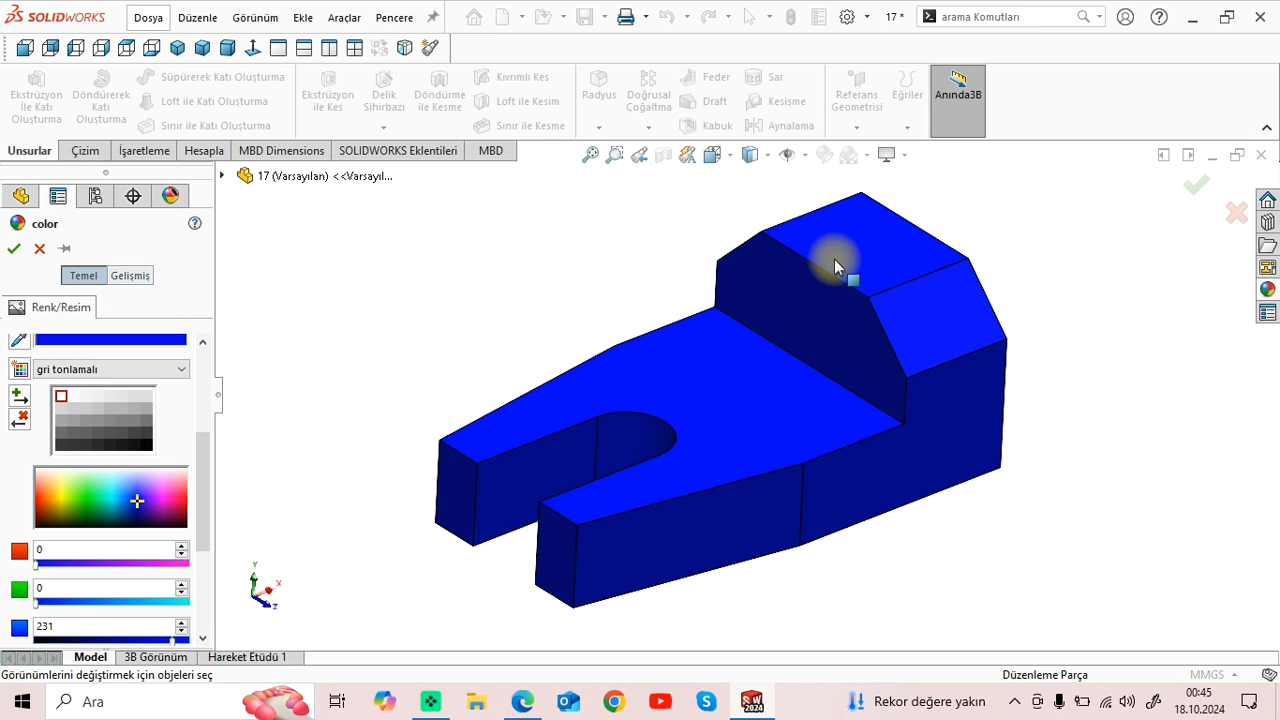 SOLIDWORKS Dosya Düzenle Görünüm Ekle Araçlar Pencere 17 * arama Komutları
Ekstrüzyon ile Katı Oluşturma
Döndürerek Katı Oluşturma
Süpürerek Katı Oluşturma
Loft ile Katı Oluşturma
Sınır ile Katı Oluşturma
Ekstrüzyon ile Kes
Delik Sihirbazı
Döndürme ile Kesme
Kıvrımlı Kes
Loft ile Kesim
Sınır ile Kesme
Radyus
Doğrusal Çoğaltma
Feder
Draft
Kabuk
Sar
Kesişme
Aynalama
Referans Geometrisi
Eğriler
Anında3B
Unsurlar Çizim İşaretleme Hesapla MBD Dimensions SOLIDWORKS Eklentileri MBD
17 (Varsayılan) <<Varsayıl...
color
Temel Gelişmiş
Renk/Resim
gri tonlamalı
0
0
231
Y
X
Z
Model 3B Görünüm Hareket Etüdü 1
Görünümlerini değiştirmek için objeleri seç Düzenleme Parça MMGS
Ara Rekor değere yakın 00:45
18.10.2024
SW
2024